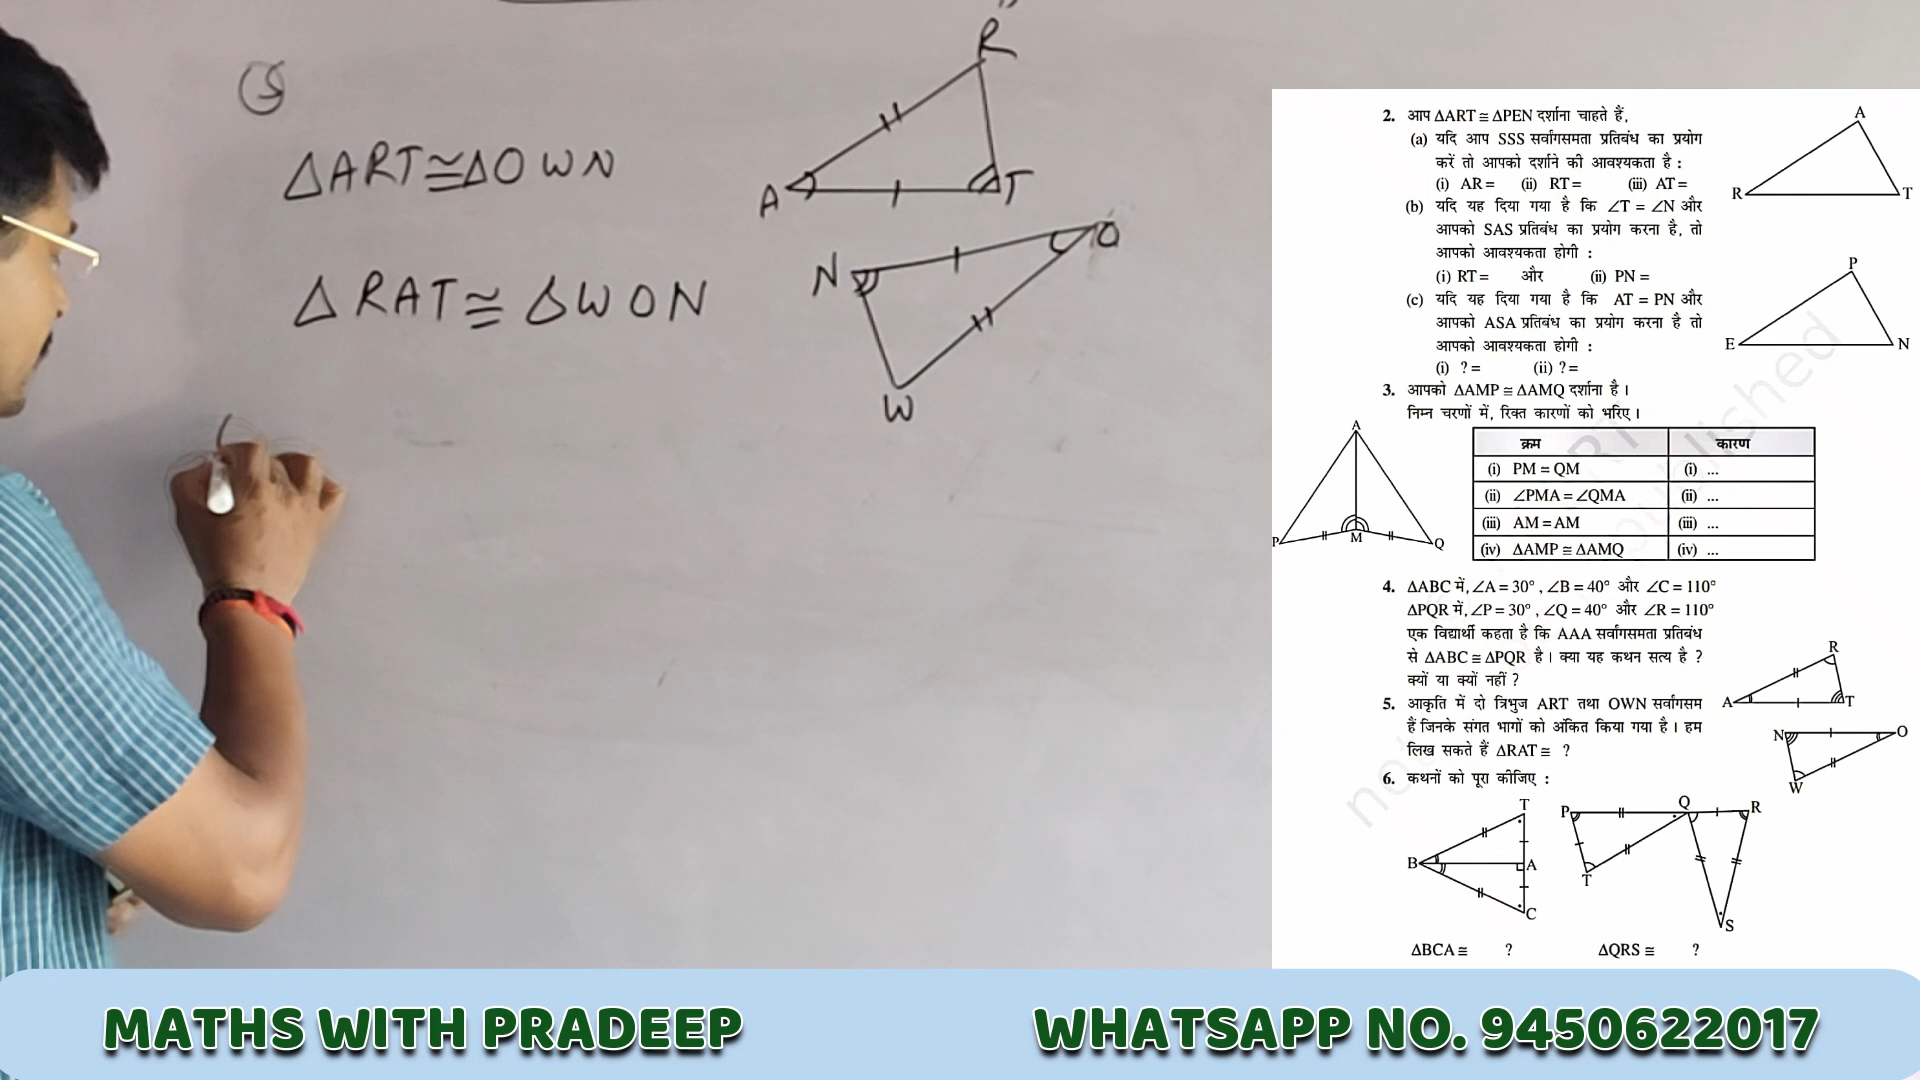 5
R
△ART≅△OWN
A
T
O
N
△RAT≅△WON
W
2. आप ΔART ≅ ΔPEN दर्शाना चाहते हैं,
(a) यदि आप SSS सर्वांगसमता प्रतिबंध का प्रयोग
करें तो आपको दर्शाने की आवश्यकता है :
(i) AR = (ii) RT = (iii) AT =
(b) यदि यह दिया गया है कि ∠T = ∠N और
आपको SAS प्रतिबंध का प्रयोग करना है, तो
आपको आवश्यकता होगी :
(i) RT = और (ii) PN =
(c) यदि यह दिया गया है कि AT = PN और
आपको ASA प्रतिबंध का प्रयोग करना है तो
आपको आवश्यकता होगी :
(i) ? = (ii) ? =
A
R T
P
E N
3. आपको ΔAMP ≅ ΔAMQ दर्शाना है ।
निम्न चरणों में, रिक्त कारणों को भरिए ।
A
P M Q
क्रम कारण
(i) PM = QM (i) ...
(ii) ∠PMA = ∠QMA (ii) ...
(iii) AM = AM (iii) ...
(iv) ΔAMP ≅ ΔAMQ (iv) ...
4. ΔABC में, ∠A = 30° , ∠B = 40° और ∠C = 110°
ΔPQR में, ∠P = 30° , ∠Q = 40° और ∠R = 110°
एक विद्यार्थी कहता है कि AAA सर्वांगसमता प्रतिबंध
से ΔABC ≅ ΔPQR है । क्या यह कथन सत्य है ?
क्यों या क्यों नहीं ?
5. आकृति में दो त्रिभुज ART तथा OWN सर्वांगसम
हैं जिनके संगत भागों को अंकित किया गया है । हम
लिख सकते हैं ΔRAT ≅ ?
R
A T
N O
W
6. कथनों को पूरा कीजिए :
T
B A
C
P Q R
T
S
ΔBCA ≅ ? ΔQRS ≅ ?
MATHS WITH PRADEEP
WHATSAPP NO. 9450622017